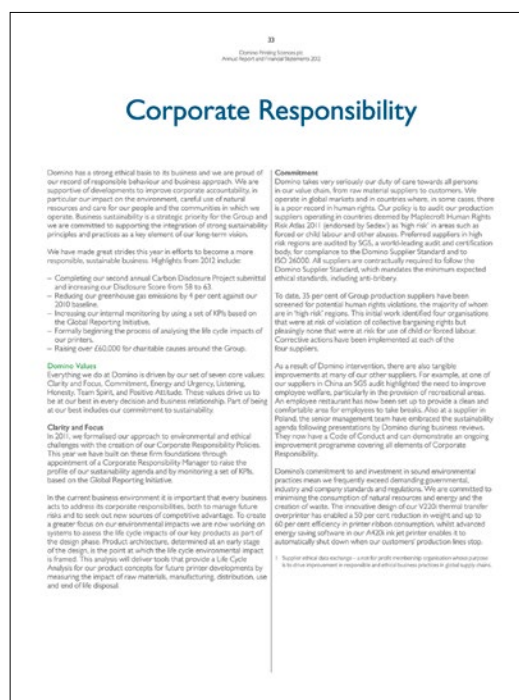 33
Domino Printing Sciences plc
Annual Report and Financial Statements 2012
Corporate Responsibility
Domino has a strong ethical basis to its business and we are proud of
our record of responsible behaviour and business approach. We are
supportive of developments to improve corporate accountability, in
particular our impact on the environment, careful use of natural
resources and care for our people and the communities in which we
operate. Business sustainability is a strategic priority for the Group and
we are committed to supporting the integration of strong sustainability
principles and practices as a key element of our long-term vision.
We have made great strides this year in efforts to become a more
responsible, sustainable business. Highlights from 2012 include:
– Completing our second annual Carbon Disclosure Project submittal
and increasing our Disclosure Score from 58 to 63.
– Reducing our greenhouse gas emissions by 4 per cent against our
2010 baseline.
– Increasing our internal monitoring by using a set of KPIs based on
the Global Reporting Initiative.
– Formally beginning the process of analysing the life cycle impacts of
our printers.
– Raising over £60,000 for charitable causes around the Group.
Domino Values
Everything we do at Domino is driven by our set of seven core values:
Clarity and Focus, Commitment, Energy and Urgency, Listening,
Honesty, Team Spirit, and Positive Attitude. These values drive us to
be at our best in every decision and business relationship. Part of being
at our best includes our commitment to sustainability.
Clarity and Focus
In 2011, we formalised our approach to environmental and ethical
challenges with the creation of our Corporate Responsibility Policies.
This year we have built on these firm foundations through
appointment of a Corporate Responsibility Manager to raise the
profile of our sustainability agenda and by monitoring a set of KPIs,
based on the Global Reporting Initiative.
In the current business environment it is important that every business
acts to address its corporate responsibilities, both to manage future
risks and to seek out new sources of competitive advantage. To create
a greater focus on our environmental impacts we are now working on
systems to assess the life cycle impacts of our key products as part of
the design phase. Product architecture, determined at an early stage
of the design, is the point at which the life cycle environmental impact
is framed. This analysis will deliver tools that provide a Life Cycle
Analysis for our product concepts for future printer developments by
measuring the impact of raw materials, manufacturing, distribution, use
and end of life disposal.
Commitment
Domino takes very seriously our duty of care towards all persons
in our value chain, from raw material suppliers to customers. We
operate in global markets and in countries where, in some cases, there
is a poor record in human rights. Our policy is to audit our production
suppliers operating in countries deemed by Maplecroft Human Rights
Risk Atlas 2011 (endorsed by Sedex¹) as 'high risk' in areas such as
forced or child labour and other abuses. Preferred suppliers in high
risk regions are audited by SGS, a world-leading audit and certification
body, for compliance to the Domino Supplier Standard and to
ISO 26000. All suppliers are contractually required to follow the
Domino Supplier Standard, which mandates the minimum expected
ethical standards, including anti-bribery.
To date, 35 per cent of Group production suppliers have been
screened for potential human rights violations, the majority of whom
are in 'high risk' regions. This initial work identified four organisations
that were at risk of violation of collective bargaining rights but
pleasingly none that were at risk for use of child or forced labour.
Corrective actions have been implemented at each of the
four suppliers.
As a result of Domino intervention, there are also tangible
improvements at many of our other suppliers. For example, at one of
our suppliers in China an SGS audit highlighted the need to improve
employee welfare, particularly in the provision of recreational areas.
An employee restaurant has now been set up to provide a clean and
comfortable area for employees to take breaks. Also at a supplier in
Poland, the senior management team have embraced the sustainability
agenda following presentations by Domino during business reviews.
They now have a Code of Conduct and can demonstrate an ongoing
improvement programme covering all elements of Corporate
Responsibility.
Domino's commitment to and investment in sound environmental
practices mean we frequently exceed demanding governmental,
industry and company standards and regulations. We are committed to
minimising the consumption of natural resources and energy and the
creation of waste. The innovative design of our V220i thermal transfer
overprinter has enabled a 50 per cent reduction in weight and up to
60 per cent efficiency in printer ribbon consumption, whilst advanced
energy saving software in our A420i ink jet printer enables it to
automatically shut down when our customers' production lines stop.
1 Supplier ethical data exchange – a not for profit membership organisation whose purpose
is to drive improvement in responsible and ethical business practices in global supply chains.